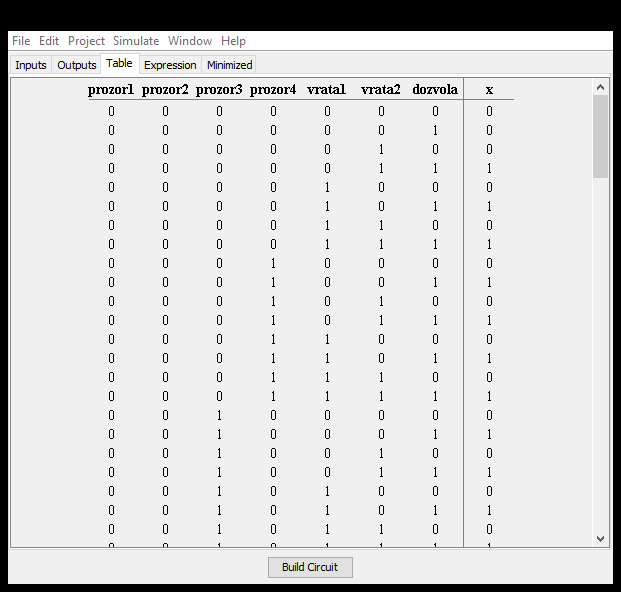 File Edit Project Simulate Window Help
Inputs Outputs Table Expression Minimized
prozor1 prozor2 prozor3 prozor4 vrata1 vrata2 dozvola x
0 0 0 0 0 0 0 0
0 0 0 0 0 0 1 0
0 0 0 0 0 1 0 0
0 0 0 0 0 1 1 1
0 0 0 0 1 0 0 0
0 0 0 0 1 0 1 1
0 0 0 0 1 1 0 0
0 0 0 0 1 1 1 1
0 0 0 1 0 0 0 0
0 0 0 1 0 0 1 1
0 0 0 1 0 1 0 0
0 0 0 1 0 1 1 1
0 0 0 1 1 0 0 0
0 0 0 1 1 0 1 1
0 0 0 1 1 1 0 0
0 0 0 1 1 1 1 1
0 0 1 0 0 0 0 0
0 0 1 0 0 0 1 1
0 0 1 0 0 1 0 0
0 0 1 0 0 1 1 1
0 0 1 0 1 0 0 0
0 0 1 0 1 0 1 1
0 0 1 0 1 1 0 0
Build Circuit